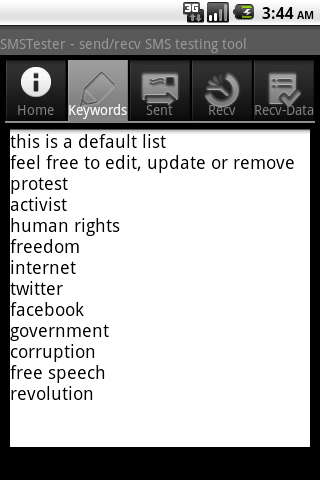 3G
3:44 AM
SMSTester - send/recv SMS testing tool
Home
Keywords
Sent
Recv
Recv-Data
this is a default list
feel free to edit, update or remove
protest
activist
human rights
freedom
internet
twitter
facebook
government
corruption
free speech
revolution